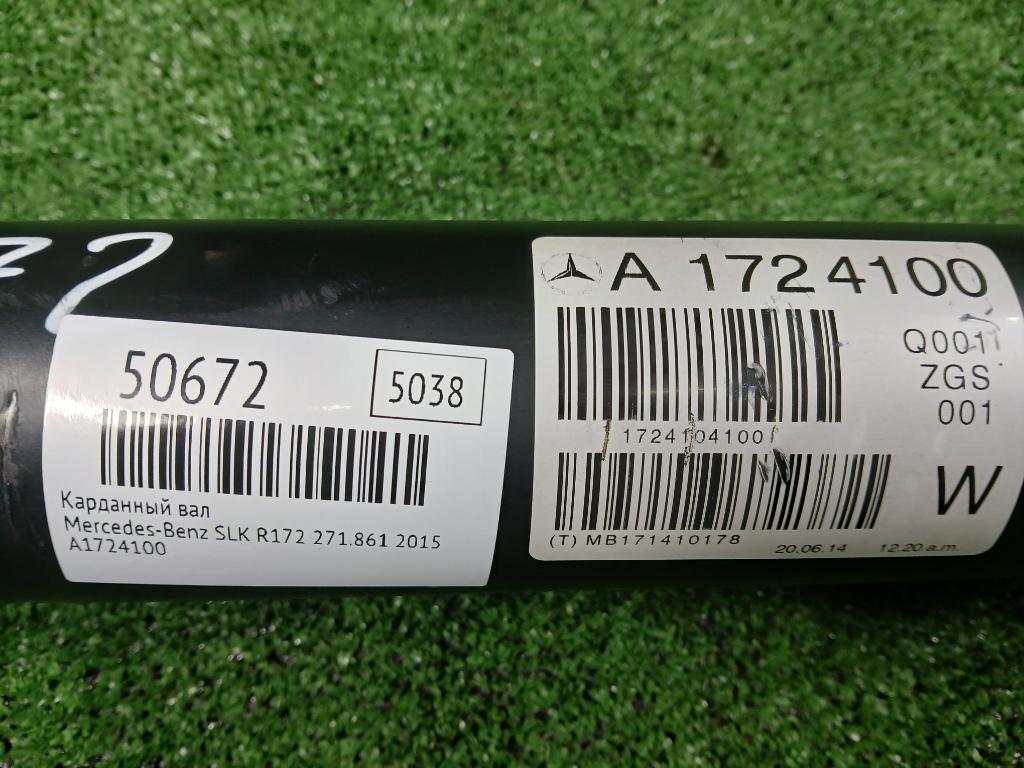 50672
5038
Карданный вал
Mercedes-Benz SLK R172 271.861 2015
A1724100
A 1724100
Q001
ZGS
001
1724104100
W
(T) MB171410178
20.06.14 12.20 a.m.